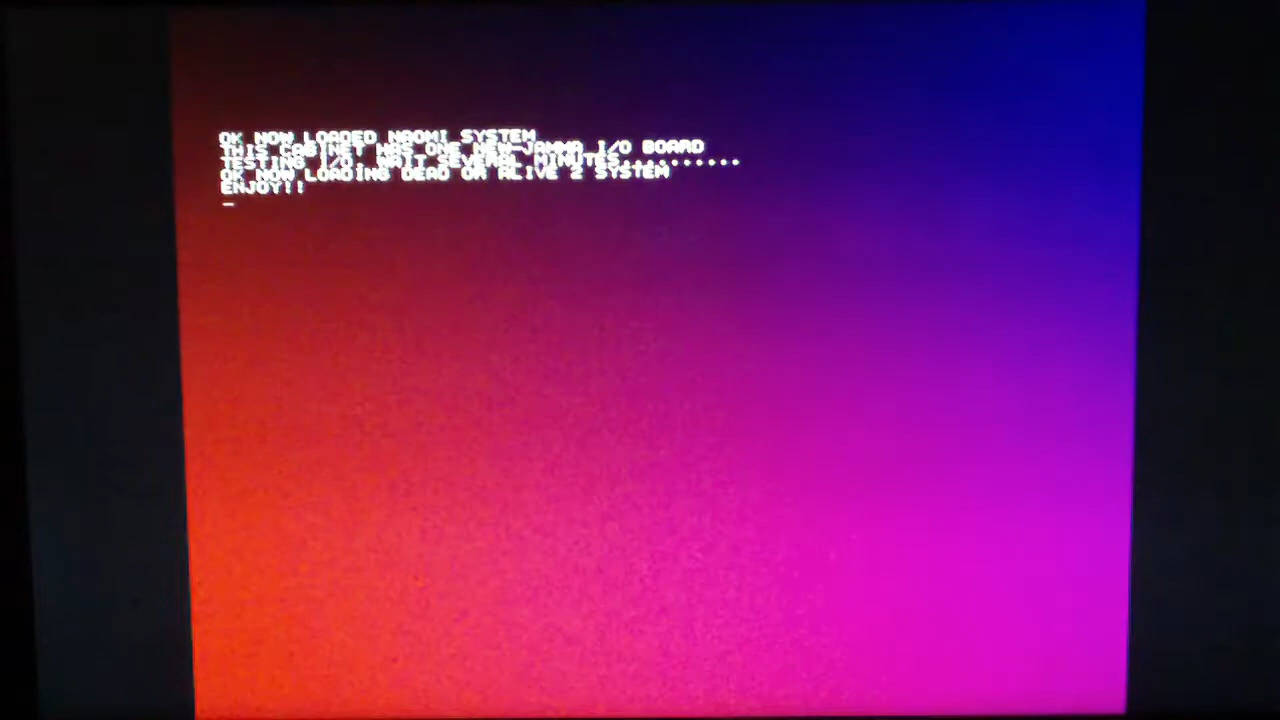 OK NOW LOADED NAOMI SYSTEM
THIS CABINET HAS ONE NEW-JAMMA I/O BOARD
TESTING I/O. WAIT SEVERAL MINUTES..........
OK NOW LOADING DEAD OR ALIVE 2 SYSTEM
ENJOY!!
_